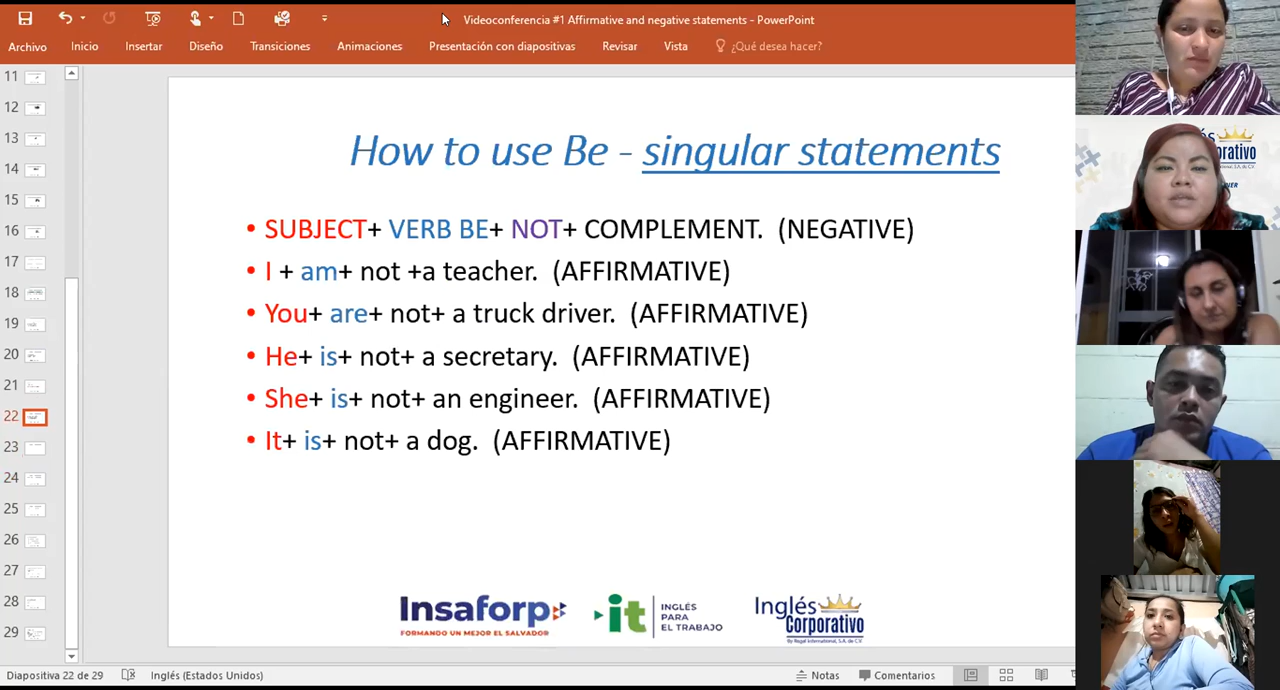 Videoconferencia #1 Affirmative and negative statements - PowerPoint
Archivo Inicio Insertar Diseño Transiciones Animaciones Presentación con diapositivas Revisar Vista ¿Qué desea hacer?
11
12
13
14
15
16
17
18
19
20
21
22
23
24
25
26
27
28
29
How to use Be - singular statements
• SUBJECT+ VERB BE+ NOT+ COMPLEMENT. (NEGATIVE)
• I + am+ not +a teacher. (AFFIRMATIVE)
• You+ are+ not+ a truck driver. (AFFIRMATIVE)
• He+ is+ not+ a secretary. (AFFIRMATIVE)
• She+ is+ not+ an engineer. (AFFIRMATIVE)
• It+ is+ not+ a dog. (AFFIRMATIVE)
Insaforp
FORMANDO UN MEJOR EL SALVADOR
it
INGLÉS
PARA
EL TRABAJO
Inglés
Corporativo
By Regal International, S.A. de C.V.
Corporativo
Diapositiva 22 de 29 Inglés (Estados Unidos) Notas Comentarios